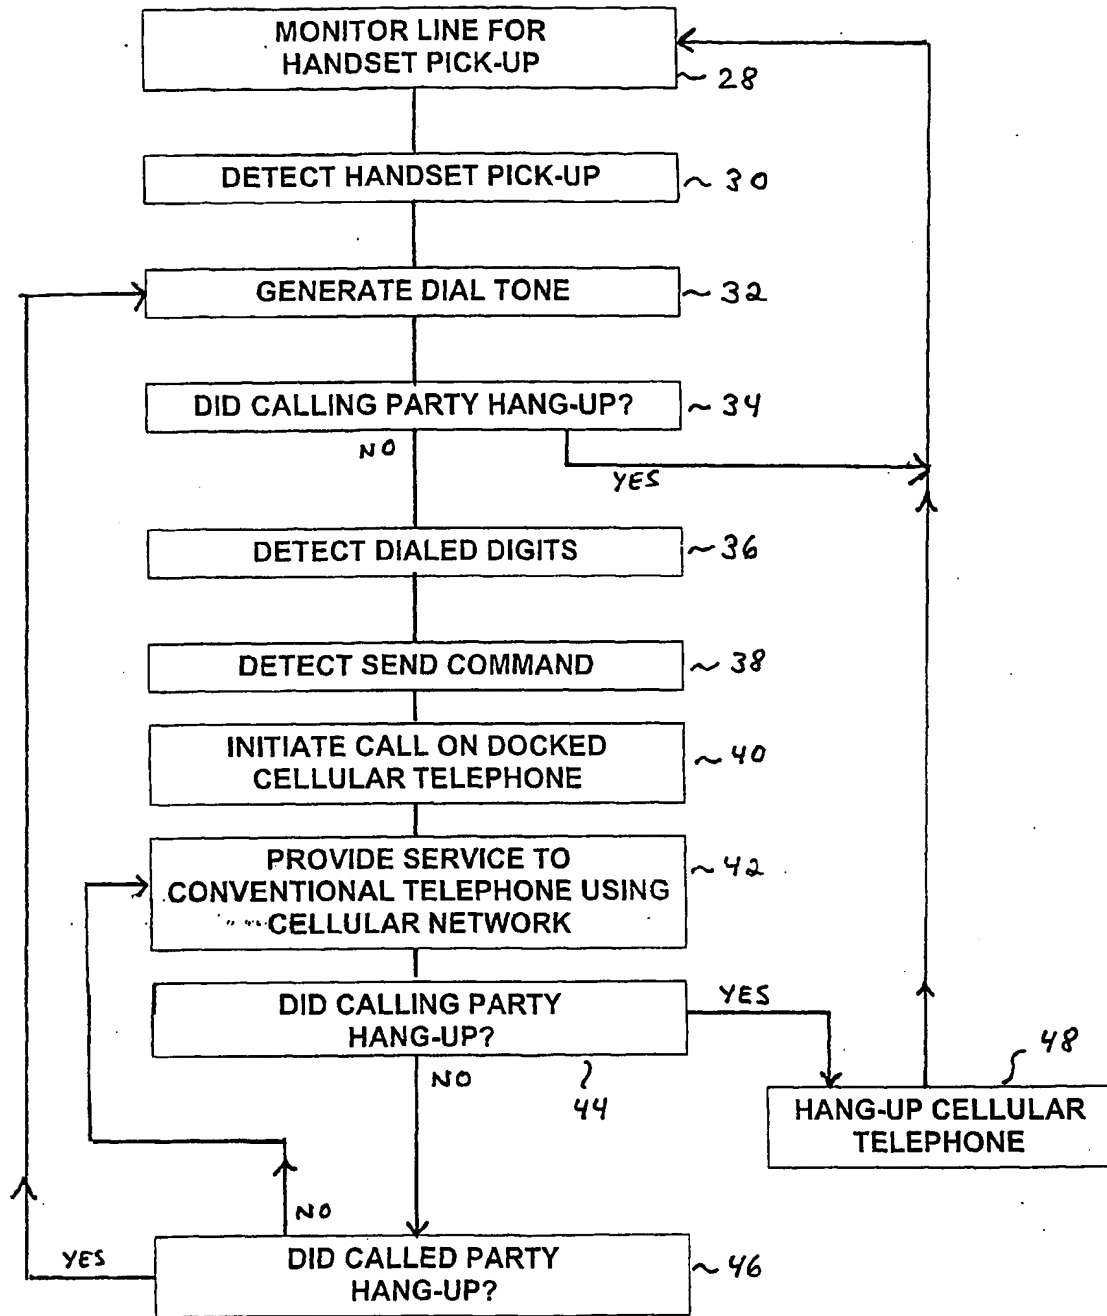 MONITOR LINE FOR
HANDSET PICK-UP
28
DETECT HANDSET PICK-UP
30
GENERATE DIAL TONE
32
DID CALLING PARTY HANG-UP?
34
NO
YES
DETECT DIALED DIGITS
36
DETECT SEND COMMAND
38
INITIATE CALL ON DOCKED
CELLULAR TELEPHONE
40
PROVIDE SERVICE TO
CONVENTIONAL TELEPHONE USING
CELLULAR NETWORK
42
DID CALLING PARTY
HANG-UP?
YES
NO
44
48
HANG-UP CELLULAR
TELEPHONE
NO
YES
DID CALLED PARTY
HANG-UP?
46